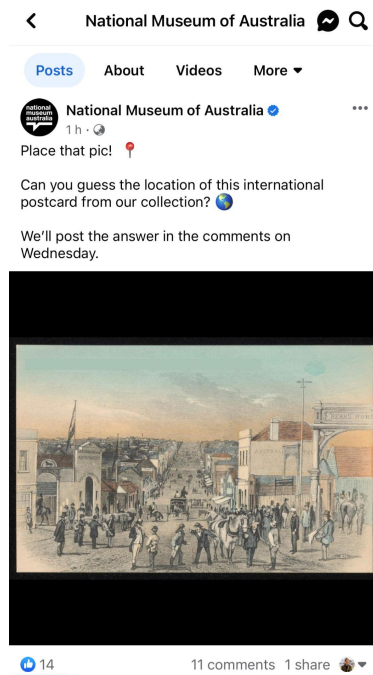 National Museum of Australia
Posts
About
Videos
More
national
museum
australia
National Museum of Australia
1 h ·
Place that pic!
Can you guess the location of this international
postcard from our collection?
We’ll post the answer in the comments on
Wednesday.
14
11 comments 1 share